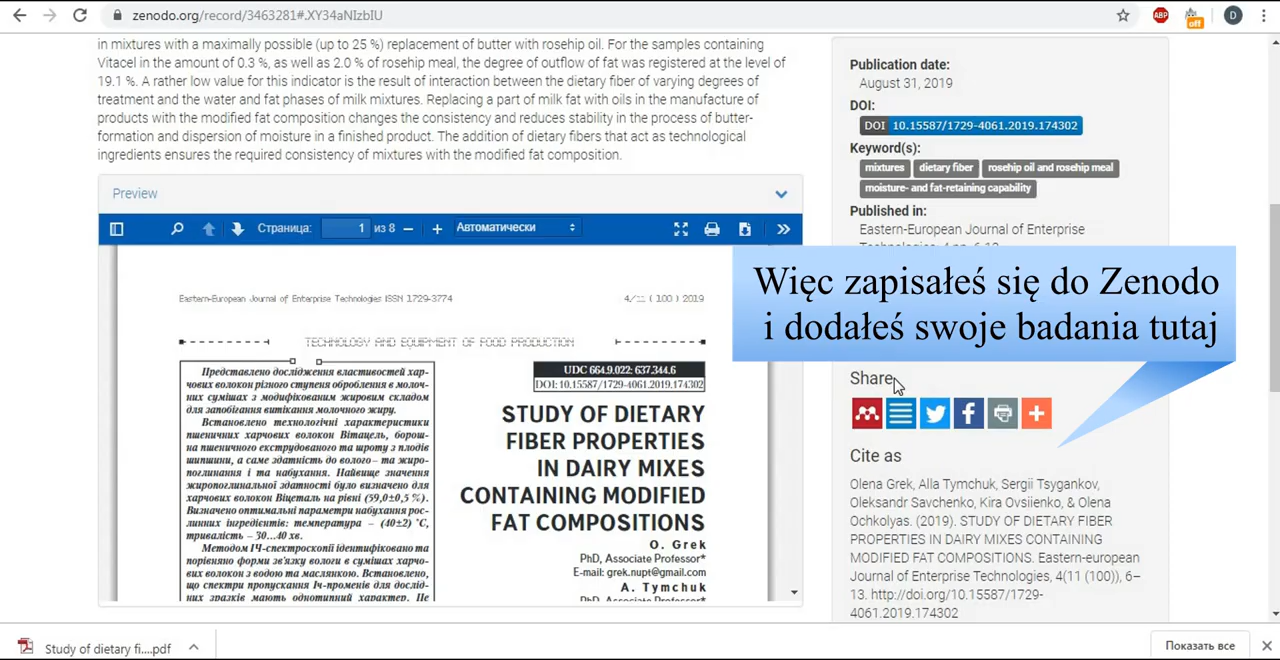 zenodo.org/record/3463281#.XY34aNIzbIU
ABP
off
D
in mixtures with a maximally possible (up to 25 %) replacement of butter with rosehip oil. For the samples containing
Vitacel in the amount of 0.3 %, as well as 2.0 % of rosehip meal, the degree of outflow of fat was registered at the level of
19.1 %. A rather low value for this indicator is the result of interaction between the dietary fiber of varying degrees of
treatment and the water and fat phases of milk mixtures. Replacing a part of milk fat with oils in the manufacture of
products with the modified fat composition changes the consistency and reduces stability in the process of butter-
formation and dispersion of moisture in finished product. The addition of dietary fibers that act as technological
ingredients ensures the required consistency of mixtures with the modified fat composition.
Preview
Страница: 1 из 8
Автоматически
Eastern-European Journal of Enterprise Technologies ISSN 1729-3774
4/11 ( 100 ) 2019
TECHNOLOGY AND EQUIPMENT OF FOOD PRODUCTION
Представлено дослідження властивостей хар-
чових волокон різного ступеня оброблення в молоч-
них сумішах з модифікованим жировим складом
для запобігання витікання молочного жиру.
Встановлено технологічні характеристики
пшеничних харчових волокон Вітацель, борош-
на пшеничного екструдованого та шроту з плодів
шипшини, а саме здатність до волого– та жиро-
поглинання і та набухання. Найвище значення
жиропоглинальної здатності було визначено для
харчових волокон Віцеталь на рівні (59,0±0,5 %).
Визначено оптимальні параметри набухання рос-
линних інгредієнтів: температура – (40±2) °С,
тривалість – 30...40 хв.
Методом ІЧ-спектроскопії ідентифіковано та
порівняно форми зв'язку вологи в сумішах харчо-
вих волокон з водою та маслянкою. Встановлено,
що спектри пропускання Іч-променів для дослід-
них зразків мають однотипний характер. Це
UDC 664.9.022; 637.344.6
DOI: 10.15587/1729-4061.2019.174302
STUDY OF DIETARY
FIBER PROPERTIES
IN DAIRY MIXES
CONTAINING MODIFIED
FAT COMPOSITIONS
O. Grek
PhD, Associate Professor*
E-mail: grek.nupt@gmail.com
A. Tymchuk
PhD, Associate Professor*
Publication date:
August 31, 2019
DOI:
DOI 10.15587/1729-4061.2019.174302
Keyword(s):
mixtures dietary fiber rosehip oil and rosehip meal
moisture- and fat-retaining capability
Published in:
Eastern-European Journal of Enterprise
Więc zapisałeś się do Zenodo
i dodałeś swoje badania tutaj
Share
Cite as
Olena Grek, Alla Tymchuk, Sergii Tsygankov,
Oleksandr Savchenko, Kira Ovsiienko, & Olena
Ochkolyas. (2019). STUDY OF DIETARY FIBER
PROPERTIES IN DAIRY MIXES CONTAINING
MODIFIED FAT COMPOSITIONS. Eastern-european
Journal of Enterprise Technologies, 4(11 (100)), 6–
13. http://doi.org/10.15587/1729-
4061.2019.174302
Study of dietary fi....pdf
Показать все